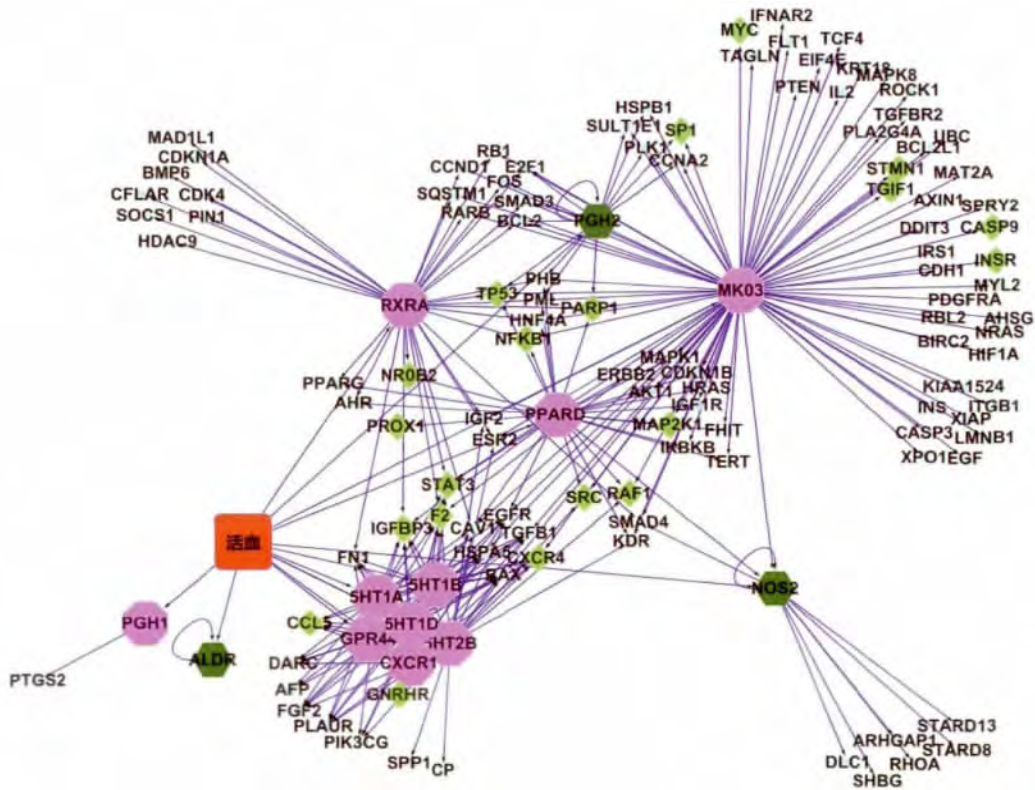 IFNAR2
MYC
TCF4
FLT1
TAGLN
EIF4E
KRT18
MAPK8
PTEN
IL2
ROCK1
HSPB1
TGFBR2
SULT1E1
SP1
PLA2G4A
UBC
MAD1L1
RB1
PLK1
BCL2L1
CDKN1A
CCND1
E2F1
CCNA2
STMN1
MAT2A
BMP6
FOS
TGIF1
CFLAR
CDK4
SQSTM1
SMAD3
AXIN1
SPRY2
SOCS1
PIN1
RARB
BCL2
PGH2
DDIT3
CASP9
HDAC9
IRS1
INSR
CDH1
PHB
MK03
MYL2
RXRA
TP53
PML
PARP1
PDGFRA
HNF4A
RBL2
AHSG
NFKB1
NRAS
BIRC2
HIF1A
MAPK1
NR0B2
ERBB2
CDKN1B
PPARG
AKT1
HRAS
KIAA1524
AHR
IGF1R
ITGB1
PPARD
INS
PROX1
IGF2
MAP2K1
FHIT
XIAP
ESR2
CASP3
LMNB1
IKBKB
TERT
XPO1
EGF
STAT3
SRC
RAF1
F2
EGFR
SMAD4
IGFBP3
CAV1
TGFB1
KDR
活血
HSPA5
CXCR4
FN1
BAX
5HT1B
NOS2
5HT1A
CCL5
5HT1D
PGH1
GPR44
5HT2B
ALDR
CXCR1
DARC
PTGS2
AFP
GNRHR
FGF2
PLAUR
STARD13
PIK3CG
ARHGAP1
STARD8
SPP1
CP
DLC1
RHOA
SHBG